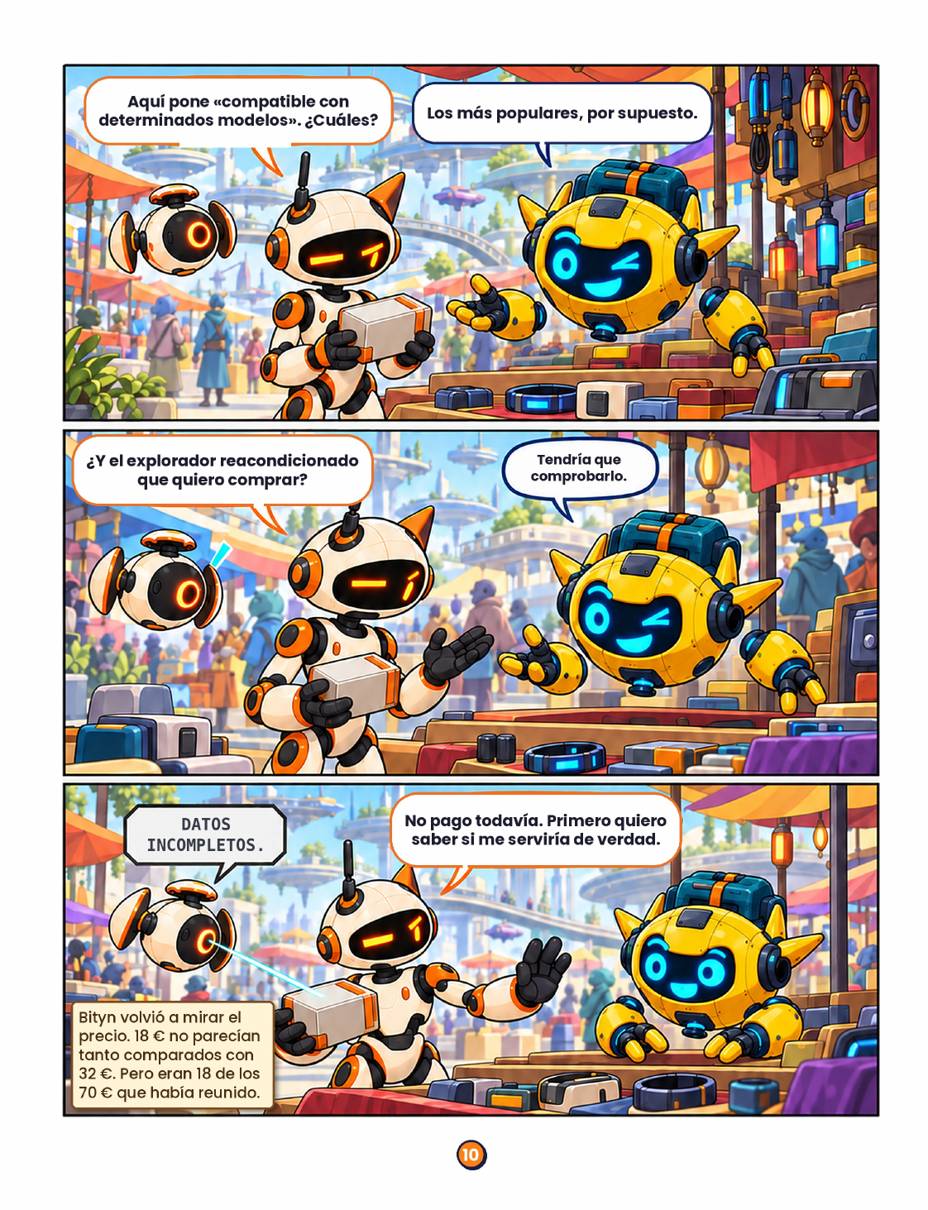 Aquí pone «compatible con
determinados modelos». ¿Cuáles?
Los más populares, por supuesto.
¿Y el explorador reacondicionado
que quiero comprar?
Tendría que
comprobarlo.
DATOS
INCOMPLETOS.
No pago todavía. Primero quiero
saber si me serviría de verdad.
Bityn volvió a mirar el
precio. 18 € no parecían
tanto comparados con
32 €. Pero eran 18 de los
70 € que había reunido.
10